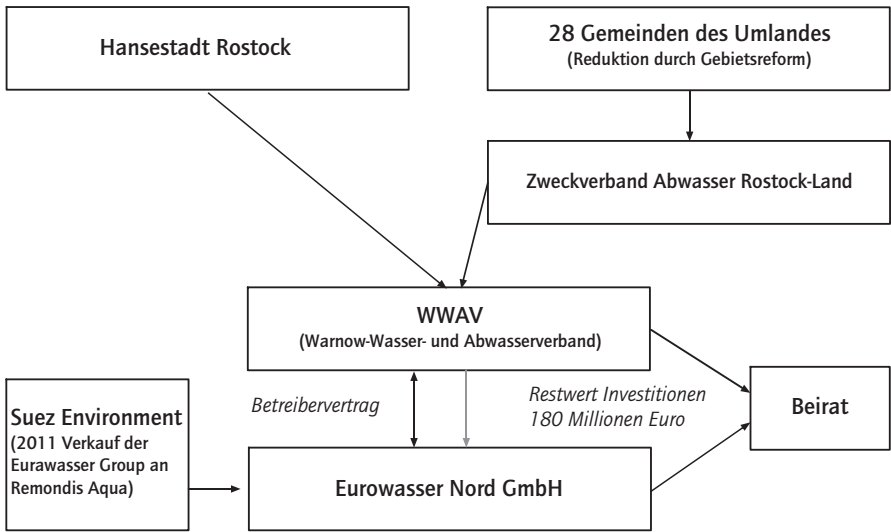 Hansestadt Rostock
28 Gemeinden des Umlandes
(Reduktion durch Gebietsreform)
Zweckverband Abwasser Rostock-Land
WWAV
(Warnow-Wasser- und Abwasserverband)
Suez Environment
(2011 Verkauf der
Eurawasser Group an
Remondis Aqua)
Betreibervertrag
Restwert Investitionen
180 Millionen Euro
Beirat
Eurowasser Nord GmbH